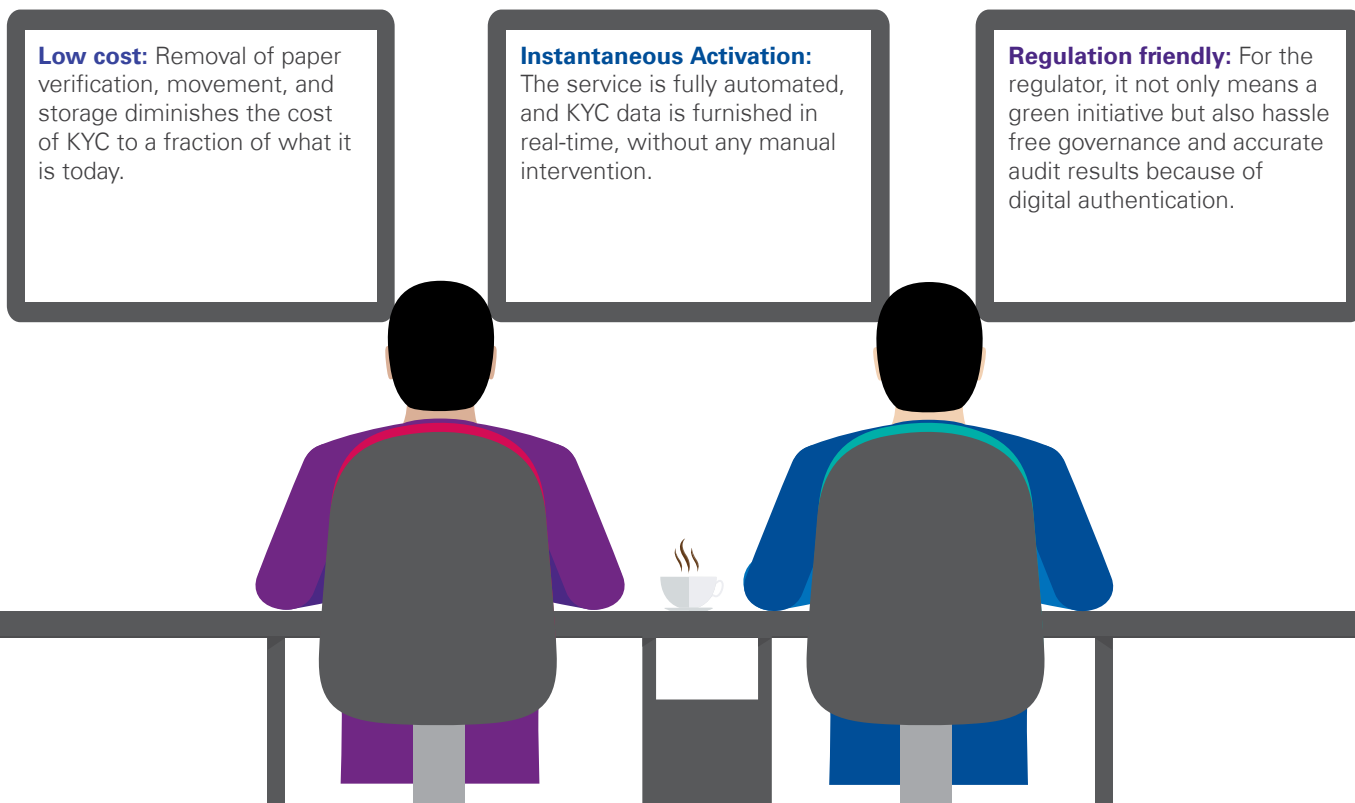 Low cost: Removal of paper
verification, movement, and
storage diminishes the cost
of KYC to a fraction of what it
is today.
Instantaneous Activation:
The service is fully automated,
and KYC data is furnished in
real-time, without any manual
intervention.
Regulation friendly: For the
regulator, it not only means a
green initiative but also hassle
free governance and accurate
audit results because of
digital authentication.